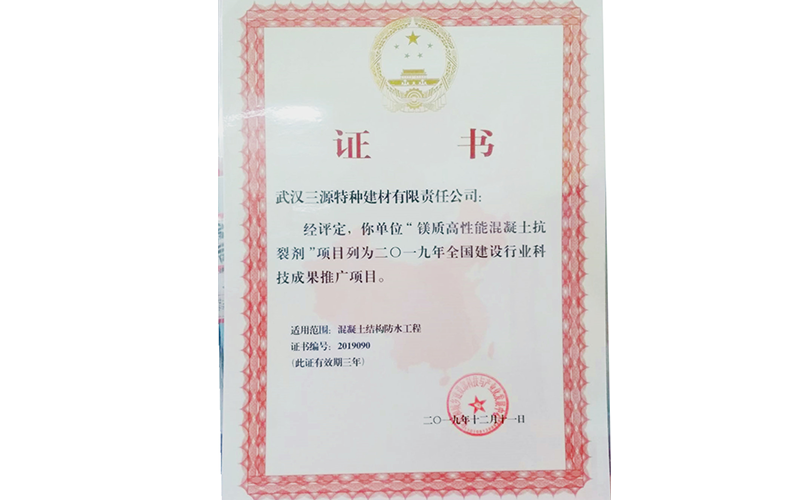 证 书
武汉三源特种建材有限责任公司：
经评定，你单位“镁质高性能混凝土抗
裂剂”项目列为二〇一九年全国建设行业科
技成果推广项目。
适用范围：混凝土结构防水工程
证书编号：2019090
（此证有效期三年）
二〇一九年十二月十一日